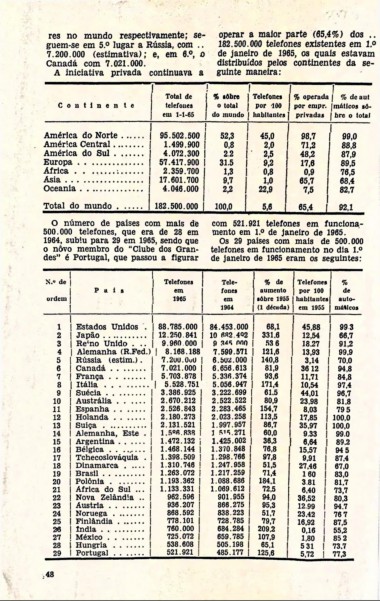 res no mundo respectivamente; se-
guem-se em 5.º lugar a Rússia, com ..
7.200.000 (estimativa); e, em 6.º, o
Canadá com 7.021.000.
A iniciativa privada continuava a
operar a maior parte (65,4%) dos ..
182.500.000 telefones existentes em 1.º
de janeiro de 1965, os quais estavam
distribuídos pelos continentes da se-
guinte maneira:
Continente | Total de telefones em 1-1-65 | % sôbre o total do mundo | Telefones por 100 habitantes | % operada por empr. privadas | % de aut máticos sô- bre o total
América do Norte ...... 95.502.500 52,3 45,0 98,7 99,0
América Central ........ 1.499.900 0,8 2,0 71,2 88,8
América do Sul ........ 4.072.300 2.2 2,5 48,2 87,9
Europa ................ 57.417.900 31.5 9,2 17,6 89,5
África ................ 2.359.700 1,3 0,8 0,9 76,5
Ásia .................. 17.601.700 9,7 1,0 65,7 68,4
Oceania ............... 4.046.000 2,2 22,9 7,5 82,7
Total do mundo ...... 182.500.000 100,0 5,6 65,4 92,1
O número de países com mais de
500.000 telefones, que era de 28 em
1964, subiu para 29 em 1965, sendo que
o nôvo membro do "Clube dos Gran-
des" é Portugal, que passou a figurar
com 521.921 telefones em funciona-
mento em 1.º de janeiro de 1965.
Os 29 países com mais de 500.000
telefones em funcionamento no dia 1.º
de janeiro de 1965 eram os seguintes:
N.º de ordem | País | Telefones em 1965 | Tele- fones em 1964 | % de aumento sôbre 1955 (1 década) | Telefones por 100 habitantes em 1955 | % de auto- máticos
1 Estados Unidos . 88.785.000 84.453.000 68,1 45,88 99 3
2 Japão 12.250.841 331,6 12,54 66,7
3 Reino Unido . . 9.960.000 53 6 18.27 91,2
4 Alemanha (R.Fed.) 8.168.188 7.599.571 121,6 13,93 99,9
5 Rússia (estim.) . 140,8 3,14 70,0
6 Canadá 7.021.000 6.656.613 81,9 36 12 94,8
7 França 5.703.878 5.336.374 93,6 11,71 84,8
8 Itália 5.528.751 5.056.947 171,4 10,54 97,4
9 Suécia 3.386.925 3.222.699 61,5 44,01 96,7
10 Austrália 2.670.212 2.522.522 80,9 23,98 81,8
11 Espanha 2.526.843 2.283.465 154,7 8,03 79 5
12 Holanda 2.180.273 2.023.258 113,5 17,85 100,0
13 Suíça 2.131.521 1.997.957 86,7 35,97 100,0
14 Alemanha, Este . 60,0 9.33 99.0
15 Argentina 1.472.132 1.425.002 36,3 6,64 89,2
16 Bélgica 1.468.144 1.370.848 76,8 15,57 94 5
17 Tchecoslováquia . 1.398.509 1.298.766 97,8 9,91 87,4
18 Dinamarca 1.310.746 1.247.958 51,5 27,46 67,0
19 Brasil 1.263.072 1.217.259 71,4 1 60 83,0
20 Polônia 1.193.362 1.088.686 184,1 3.81 81,7
21 África do Sul ... 1.133.331 1.069.612 72,5 6,40 73,7
22 Nova Zelândia .. 962.596 901.955 94,0 36,52 80,3
23 Áustria 936.207 866.275 95,3 12.99 94.7
24 Noruega 868.592 838.223 51,7 23,42 76 7
25 Finlândia 778.101 728.785 79,7 16,92 87,5
26 Índia 760.000 684.284 209.2 0,16 55,2
27 México 725.072 659.785 107,9 1,80 85 2
28 Hungria 538.608 505.198 65,1 5 31 73,7
29 Portugal 521.921 485.177 125,6 5,72 77,3
48